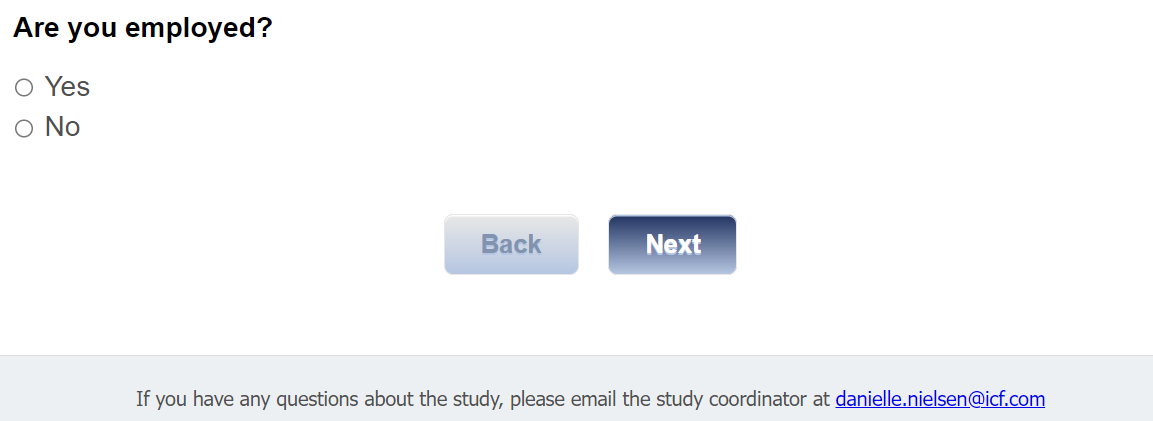 Are you employed?
Yes
No
Back
Next
If you have any questions about the study, please email the study coordinator at danielle.nielsen@icf.com